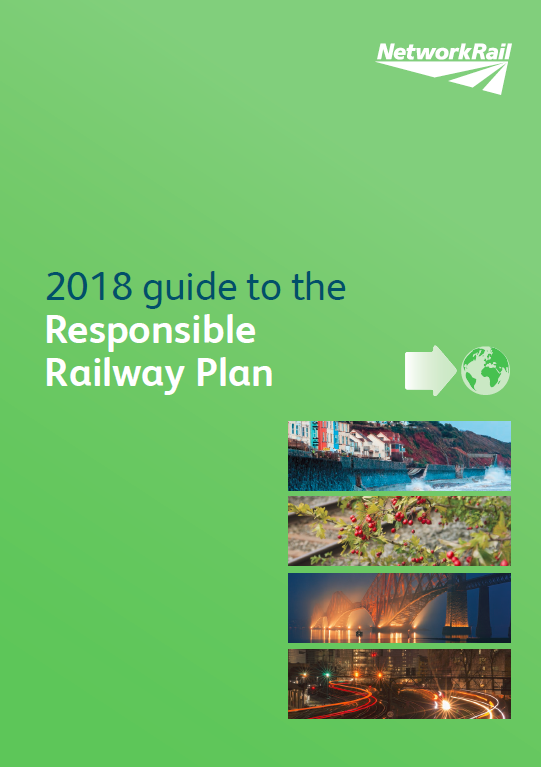 NetworkRail
2018 guide to the
Responsible
Railway Plan